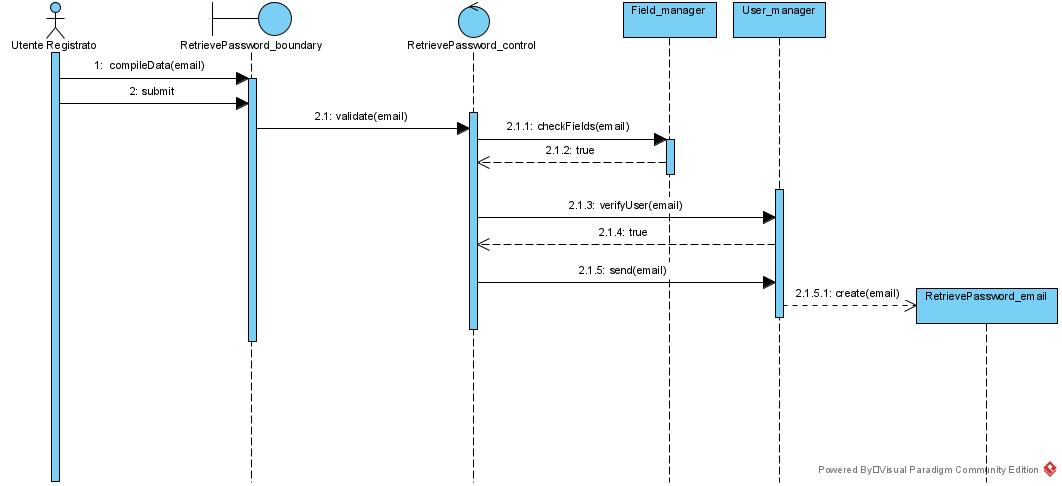 Utente Registrato
RetrievePassword_boundary
RetrievePassword_control
Field_manager
User_manager
1: compileData(email)
2: submit
2.1: validate(email)
2.1.1: checkFields(email)
2.1.2: true
2.1.3: verifyUser(email)
2.1.4: true
2.1.5: send(email)
2.1.5.1: create(email)
RetrievePassword_email
Powered By□Visual Paradigm Community Edition